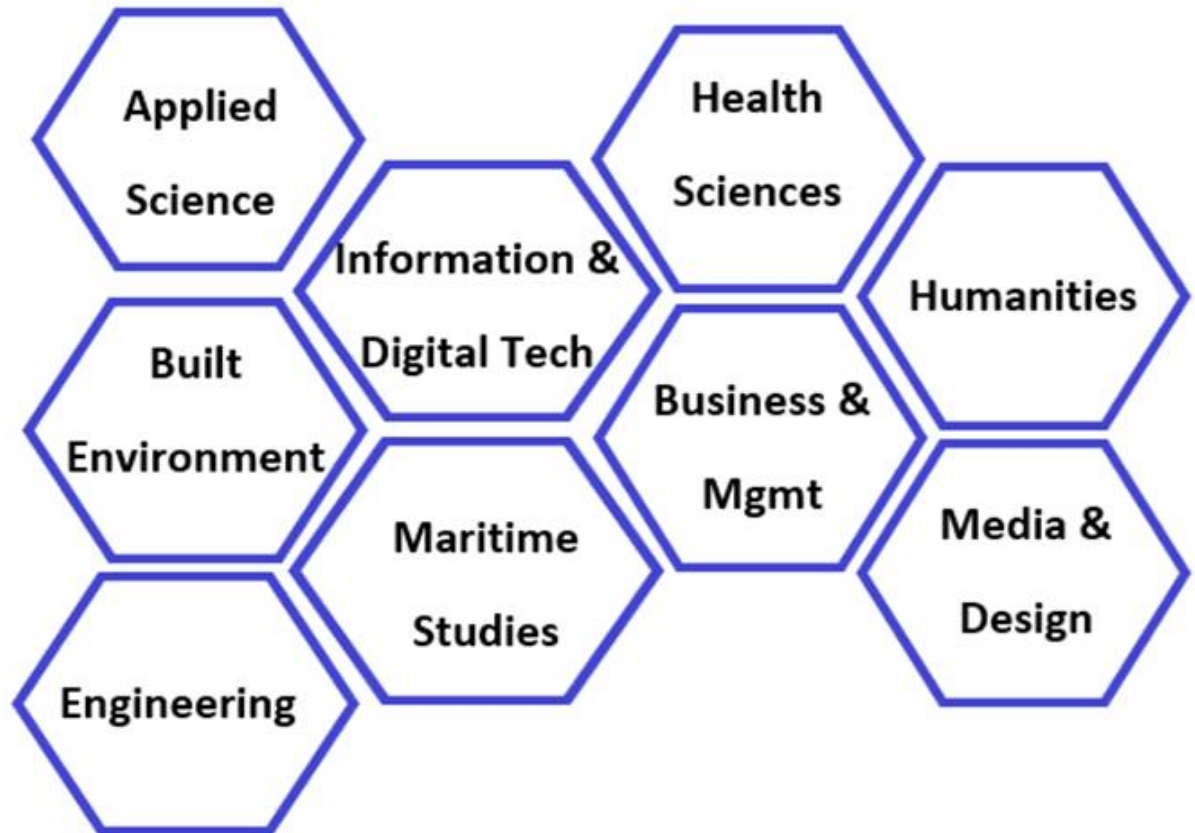 Applied
Science
Health
Sciences
Information &
Digital Tech
Humanities
Built
Environment
Business &
Mgmt
Maritime
Studies
Media &
Design
Engineering